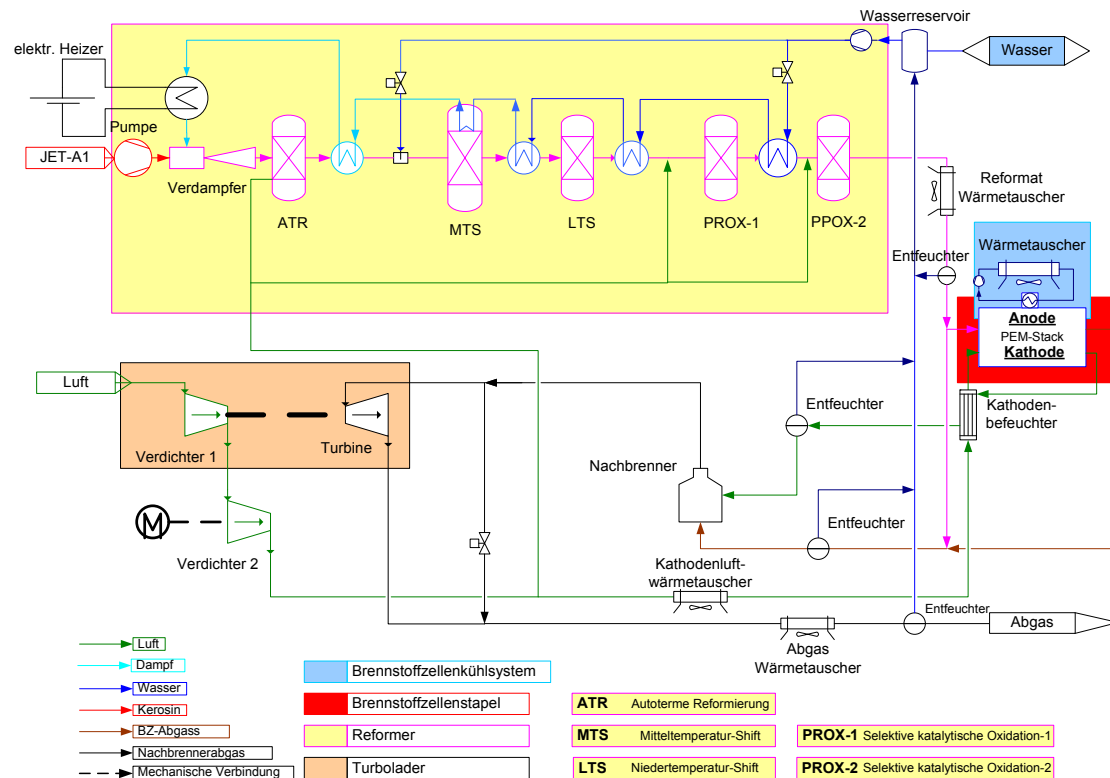 Wasserreservoir
elektr. Heizer
Wasser
Pumpe
JET-A1
Verdampfer
ATR
MTS
LTS
PROX-1
PPOX-2
Reformat
Wärmetauscher
Entfeuchter
Wärmetauscher
Anode
PEM-Stack
Kathode
Luft
Verdichter 1
Turbine
Entfeuchter
Kathoden-
befeuchter
Nachbrenner
M
Verdichter 2
Entfeuchter
Kathodenluft-
wärmetauscher
Entfeuchter
Abgas
Abgas
Wärmetauscher
Luft
Dampf
Wasser
Kerosin
BZ-Abgass
Nachbrennerabgas
Mechanische Verbindung
Brennstoffzellenkühlsystem
Brennstoffzellenstapel
Reformer
Turbolader
ATR Autoterme Reformierung
MTS Mitteltemperatur-Shift
LTS Niedertemperatur-Shift
PROX-1 Selektive katalytische Oxidation-1
PROX-2 Selektive katalytische Oxidation-2